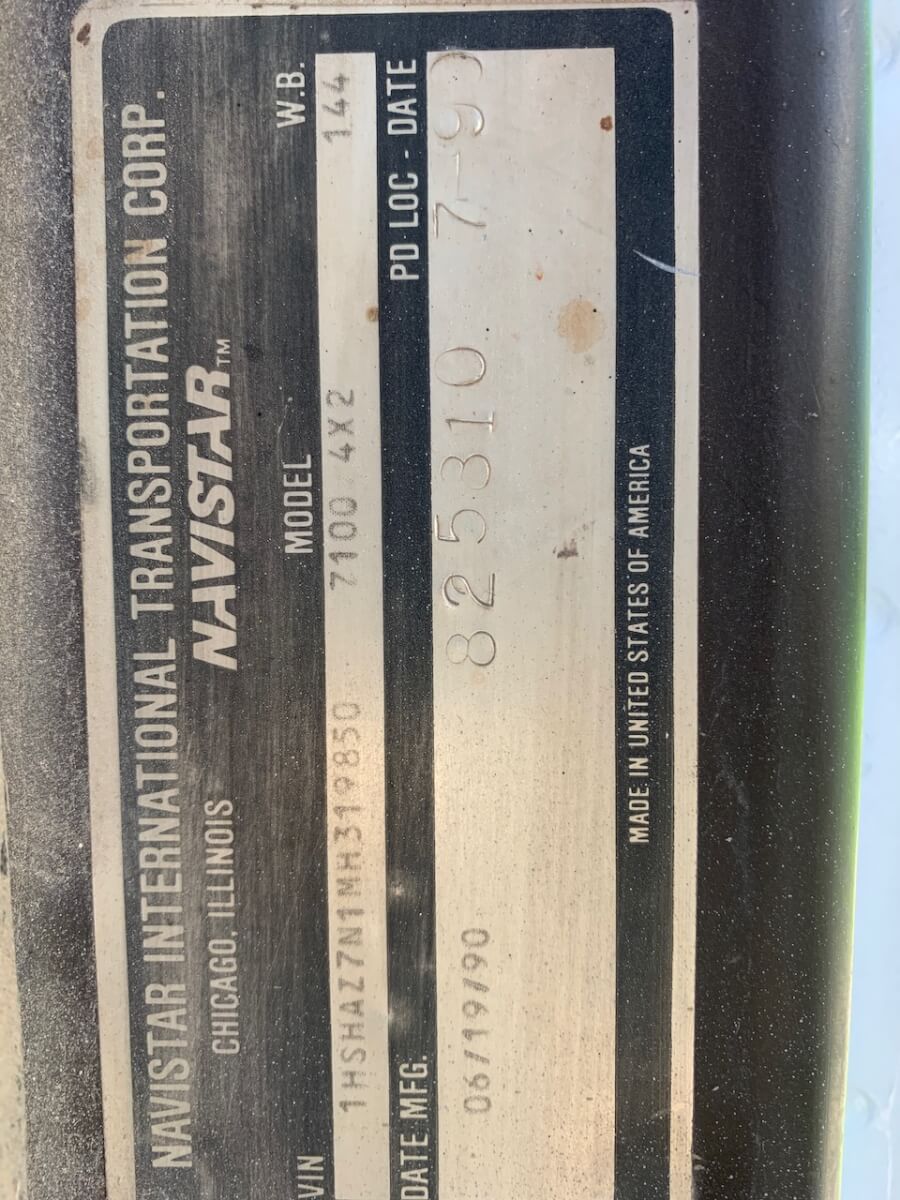 NAVISTAR INTERNATIONAL TRANSPORTATION CORP.
CHICAGO, ILLINOIS NAVISTAR™
VIN MODEL W.B.
1HSHAZ7N1MH319850 7100 4X2 144
DATE MFG. PD LOC - DATE
06/19/90 825310 7-9
MADE IN UNITED STATES OF AMERICA